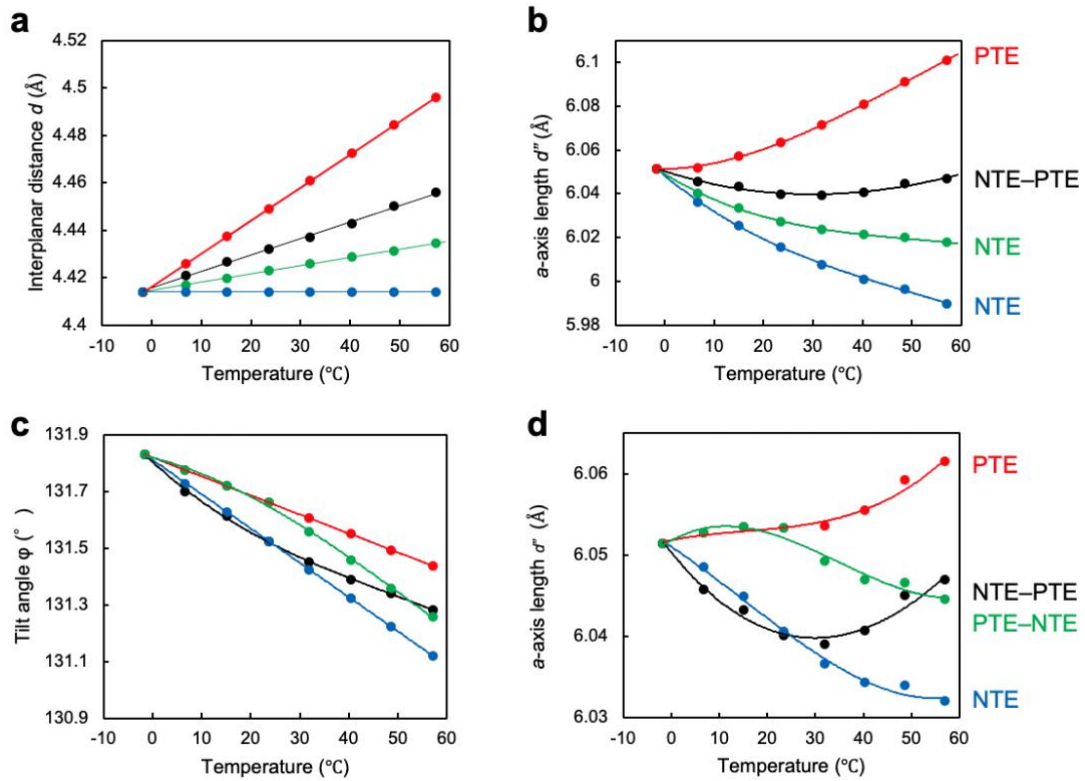 a
b
4.52
4.5
4.48
4.46
4.44
4.42
4.4
Interplanar distance d (Å)
-10 0 10 20 30 40 50 60
Temperature (℃)
6.1
6.08
6.06
6.04
6.02
6
5.98
a-axis length d" (Å)
-10 0 10 20 30 40 50 60
Temperature (℃)
PTE
NTE–PTE
NTE
NTE
c
d
131.9
131.7
131.5
131.3
131.1
130.9
Tilt angle φ (°)
-10 0 10 20 30 40 50 60
Temperature (℃)
6.06
6.05
6.04
6.03
a-axis length d" (Å)
-10 0 10 20 30 40 50 60
Temperature (℃)
PTE
NTE–PTE
PTE–NTE
NTE